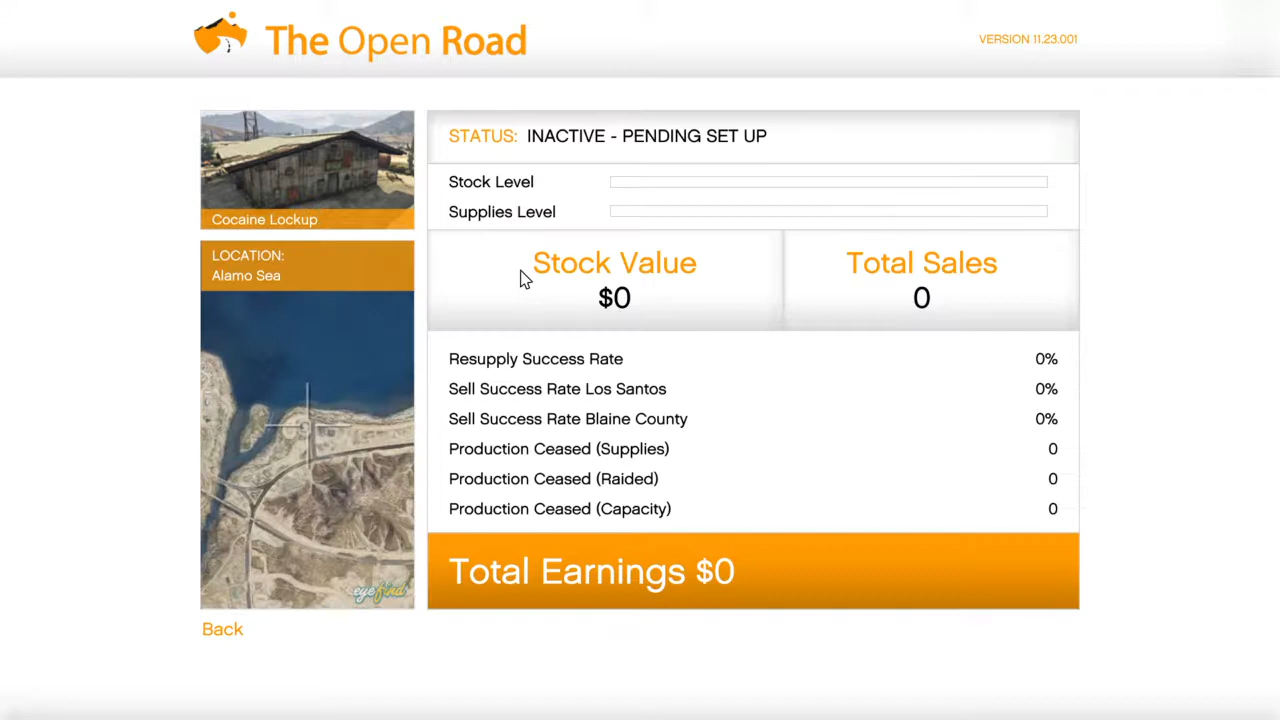 The Open Road
VERSION 11.23.001
Cocaine Lockup
LOCATION:
Alamo Sea
eyefind
Back
STATUS: INACTIVE - PENDING SET UP
Stock Level
Supplies Level
Stock Value
$0
Total Sales
0
Resupply Success Rate 0%
Sell Success Rate Los Santos 0%
Sell Success Rate Blaine County 0%
Production Ceased (Supplies) 0
Production Ceased (Raided) 0
Production Ceased (Capacity) 0
Total Earnings $0